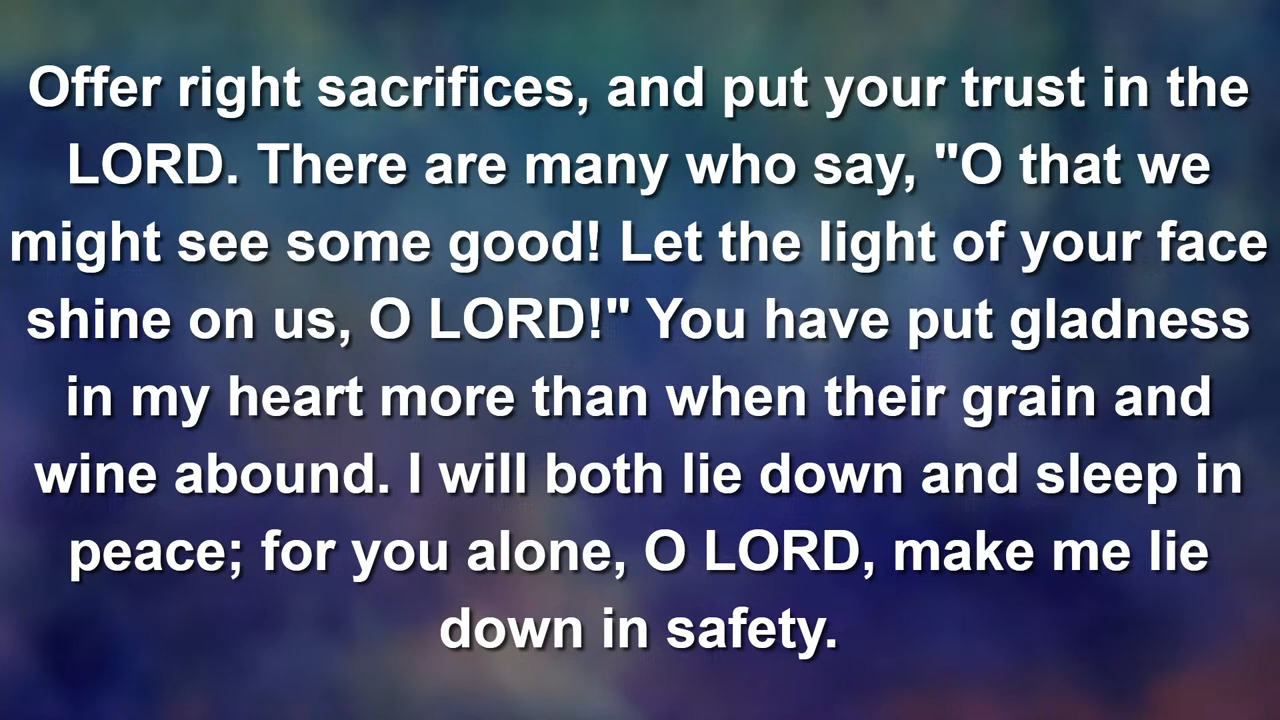 Offer right sacrifices, and put your trust in the
LORD. There are many who say, "O that we
might see some good! Let the light of your face
shine on us, O LORD!" You have put gladness
in my heart more than when their grain and
wine abound. I will both lie down and sleep in
peace; for you alone, O LORD, make me lie
down in safety.